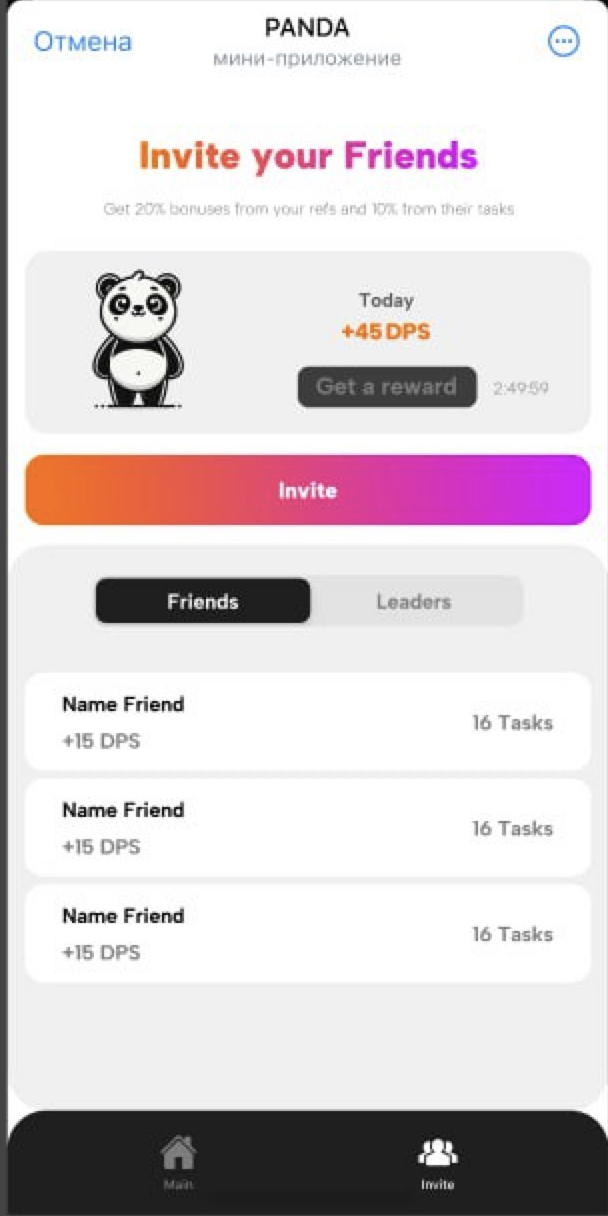 Отмена
PANDA
мини-приложение
Invite your Friends
Get 20% bonuses from your refs and 10% from their tasks
Today
+45 DPS
Get a reward
2:49:59
Invite
Friends
Leaders
Name Friend
+15 DPS
16 Tasks
Name Friend
+15 DPS
16 Tasks
Name Friend
+15 DPS
16 Tasks
Main
Invite